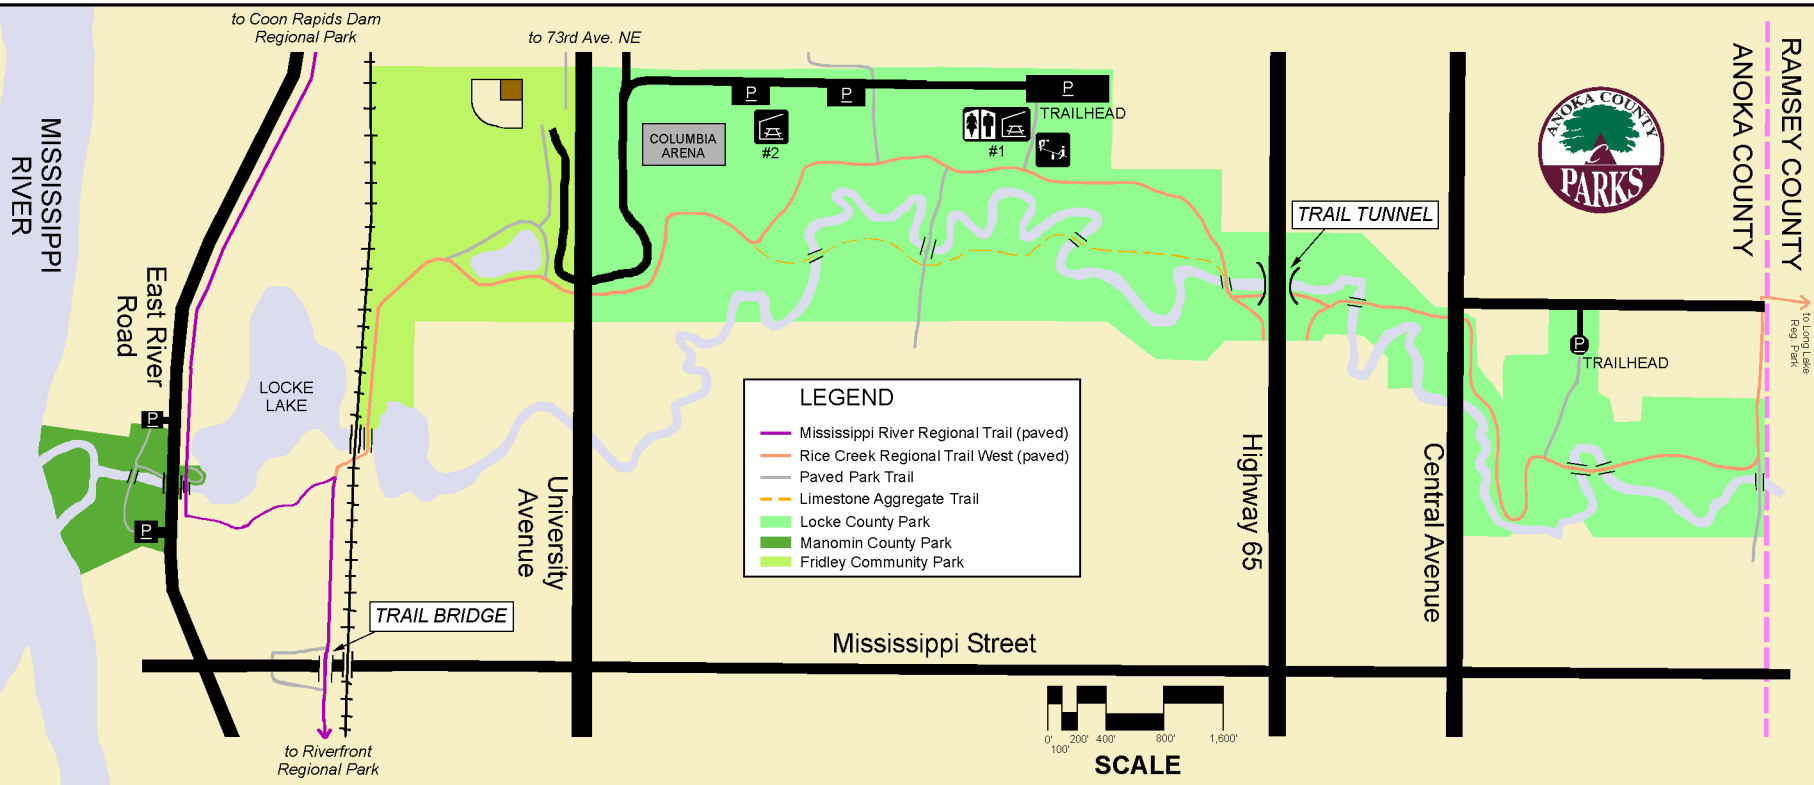 to Coon Rapids Dam
Regional Park
to 73rd Ave. NE
RAMSEY COUNTY
ANOKA COUNTY
ANOKA COUNTY
PARKS
MISSISSIPPI
RIVER
East River
Road
P
P
P
TRAILHEAD
COLUMBIA
ARENA
#2
#1
TRAIL TUNNEL
to Long Lake
Reg. Park
P
TRAILHEAD
LOCKE
LAKE
P
P
LEGEND
Mississippi River Regional Trail (paved)
Rice Creek Regional Trail West (paved)
Paved Park Trail
Limestone Aggregate Trail
Locke County Park
Manomin County Park
Fridley Community Park
University
Avenue
Highway 65
Central Avenue
TRAIL BRIDGE
Mississippi Street
0'
100'
200'
400'
800'
1,600'
SCALE
to Riverfront
Regional Park